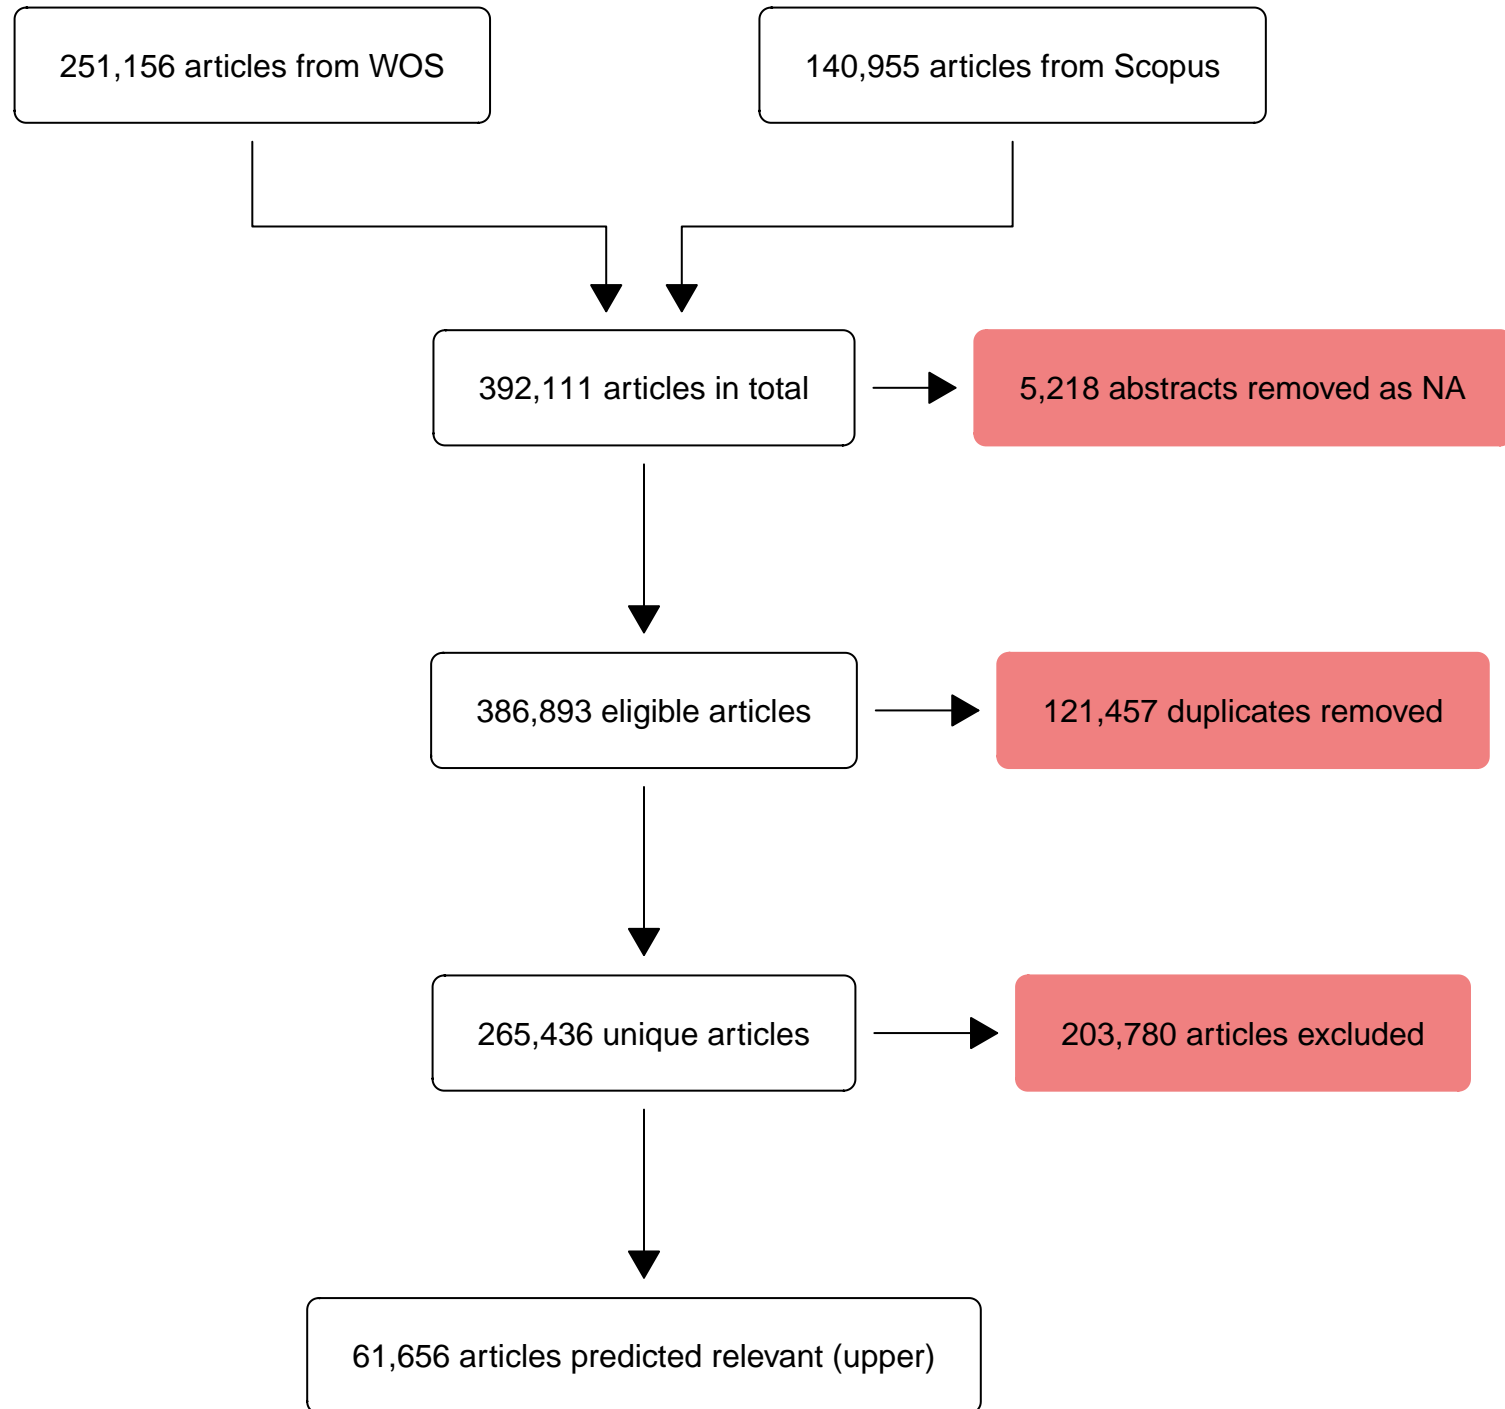 251,156 articles from WOS
140,955 articles from Scopus
392,111 articles in total
5,218 abstracts removed as NA
386,893 eligible articles
121,457 duplicates removed
265,436 unique articles
203,780 articles excluded
61,656 articles predicted relevant (upper)